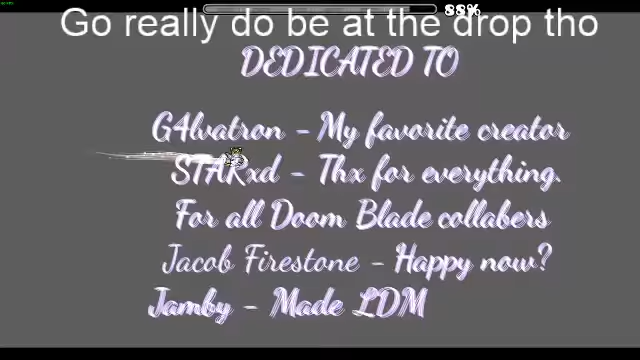 88%
Go really do be at the drop tho
DEDICATED TO
G4lvatron - My favorite creator
STARxd - Thx for everything.
For all Doom Blade collabers
Jacob Firestone - Happy now?
Jamby - Made LDM